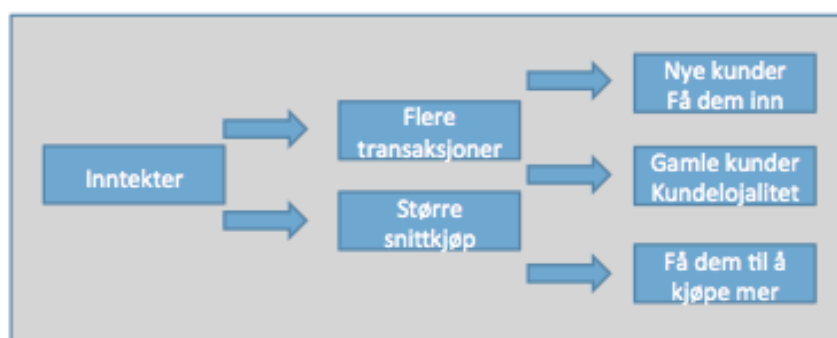 Inntekter
Flere
transaksjoner
Større
snittkjøp
Nye kunder
Få dem inn
Gamle kunder
Kundelojalitet
Få dem til å
kjøpe mer